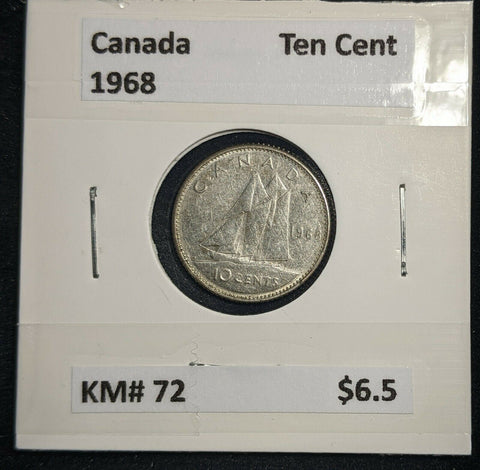 Canada Ten Cent
1968
CANADA
10 CENTS
KM# 72 $6.5